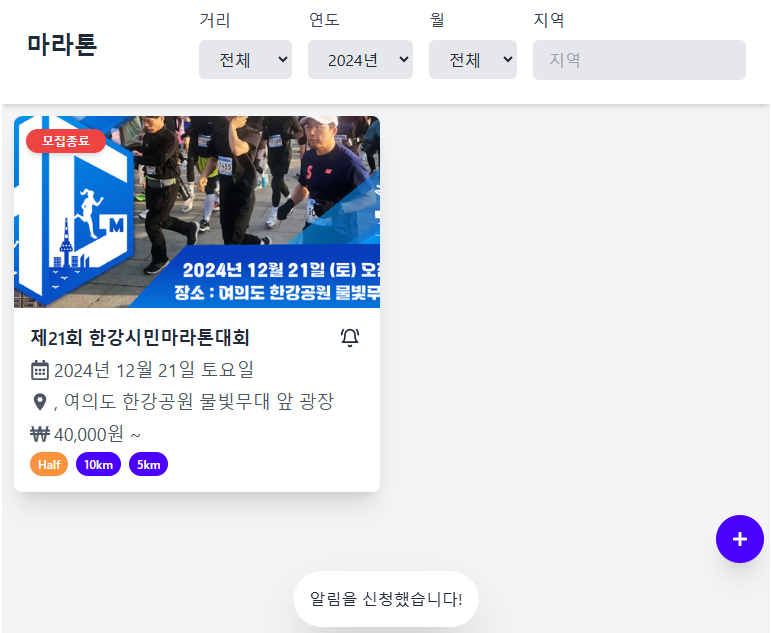 마라톤
거리
연도
월
지역
전체
2024년
전체
지역
모집종료
M
2024년 12월 21일 (토) 오
장소 : 여의도 한강공원 물빛무
제21회 한강시민마라톤대회
2024년 12월 21일 토요일
, 여의도 한강공원 물빛무대 앞 광장
₩ 40,000원 ~
Half 10km 5km
+
알림을 신청했습니다!